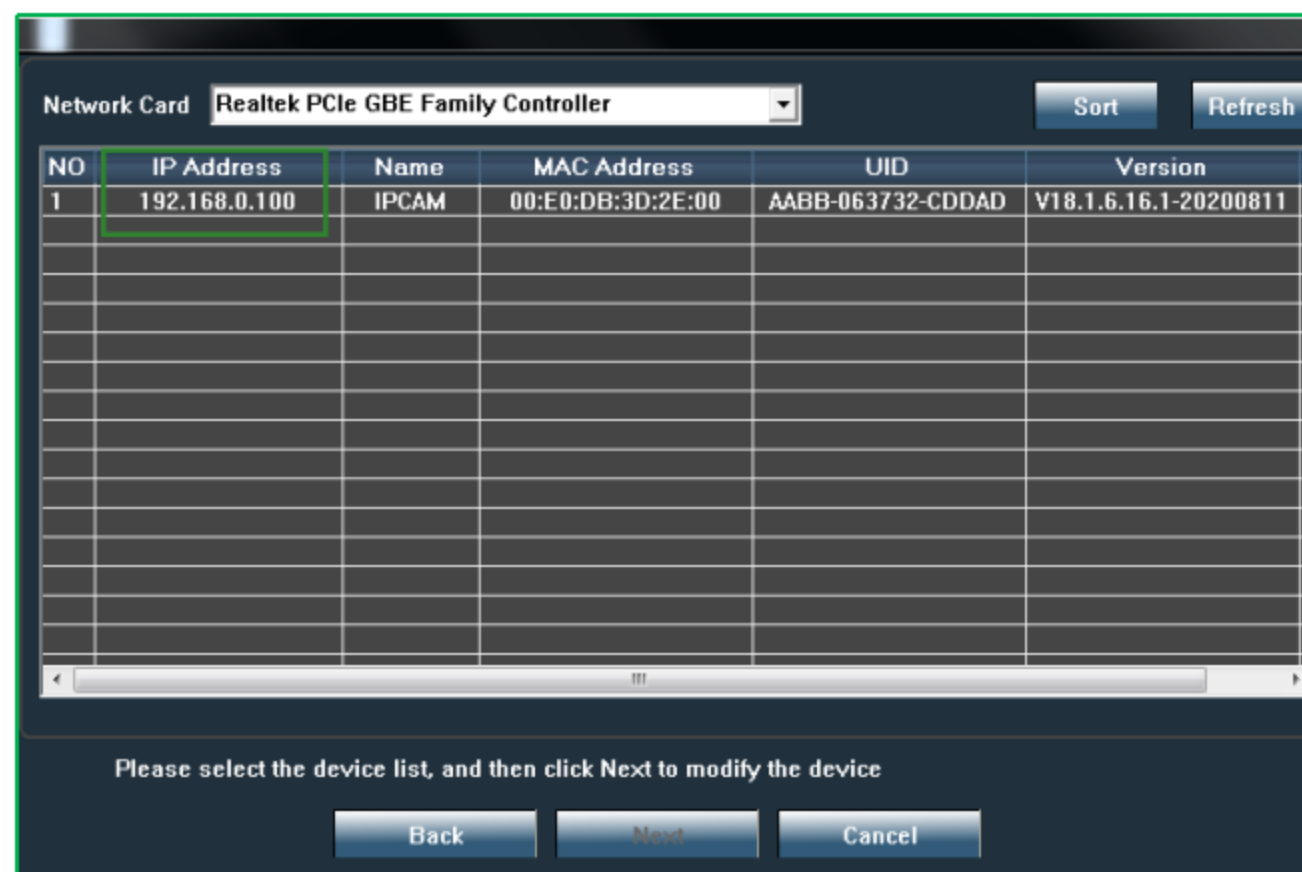 Network Card Realtek PCIe GBE Family Controller Sort Refresh
NO IP Address Name MAC Address UID Version
1 192.168.0.100 IPCAM 00:E0:DB:3D:2E:00 AABB-063732-CDDAD V18.1.6.16.1-20200811
Please select the device list, and then click Next to modify the device
Back Next Cancel